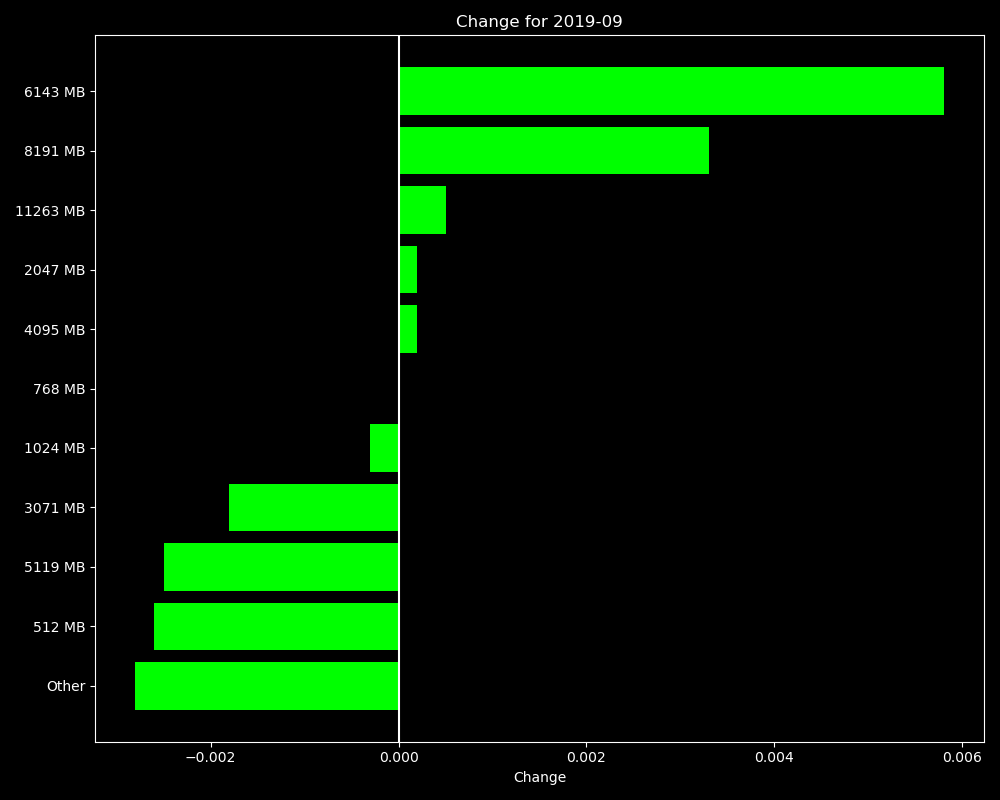 Change for 2019-09
6143 MB
8191 MB
11263 MB
2047 MB
4095 MB
768 MB
1024 MB
3071 MB
5119 MB
512 MB
Other
−0.002 0.000 0.002 0.004 0.006
Change